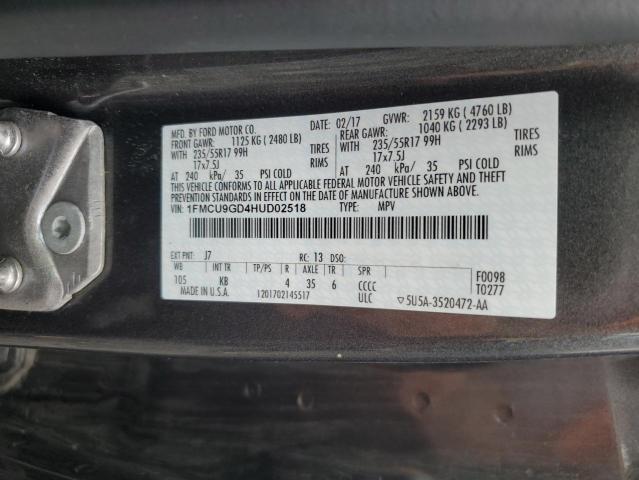 MFD. BY FORD MOTOR CO. DATE: 02/17 GVWR: 2159 KG ( 4760 LB)
FRONT GAWR: 1125 KG ( 2480 LB) REAR GAWR: 1040 KG ( 2293 LB)
WITH 235/55R17 99H TIRES WITH 235/55R17 99H TIRES
17x7.5J RIMS 17x7.5J RIMS
AT 240 kPa/ 35 PSI COLD AT 240 kPa/ 35 PSI COLD
THIS VEHICLE CONFORMS TO ALL APPLICABLE FEDERAL MOTOR VEHICLE SAFETY AND THEFT
PREVENTION STANDARDS IN EFFECT ON THE DATE OF MANUFACTURE SHOWN ABOVE.
VIN: 1FMCU9GD4HUD02518 TYPE: MPV
EXT PNT: J7 RC: 13 DSO:
WB INT TR TP/PS R AXLE TR SPR F0098
105 KB 4 35 6 CCCC T0277
MADE IN U.S.A. 1201702145517 ULC 5U5A-3520472-AA